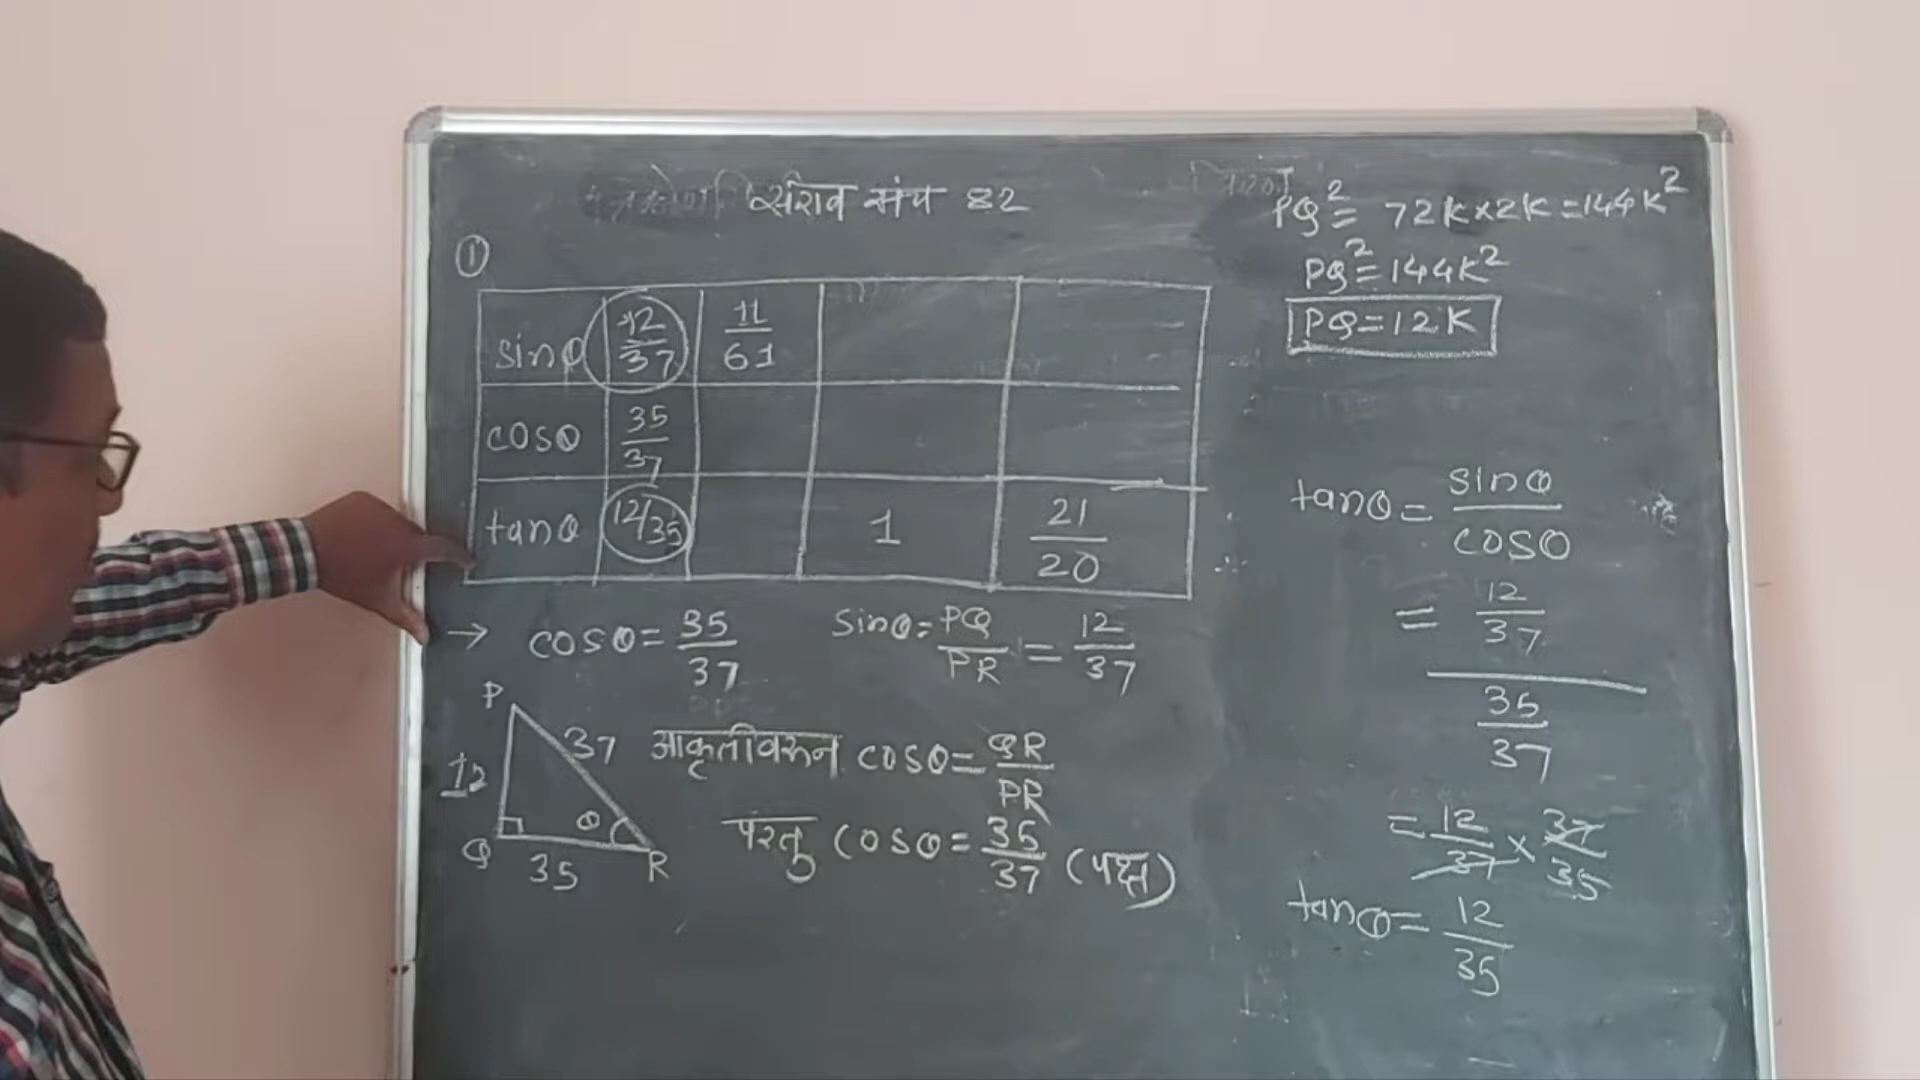 सराव संच 82
①
sinθ 12/37 11/61
cosθ 35/37
tanθ 12/35 1 21/20
→ cosθ = 35/37 sinθ = PQ/PR = 12/37
P
37
12
θ
Q 35 R
आकृतीवरून cosθ = QR/PR
परंतु cosθ = 35/37 (पक्ष)
PQ² = 72K×2K = 144K²
PQ² = 144K²
PQ = 12K
tanθ = sinθ/cosθ
∴
= 12/37
35/37
= 12/37 × 37/35
tanθ = 12/35